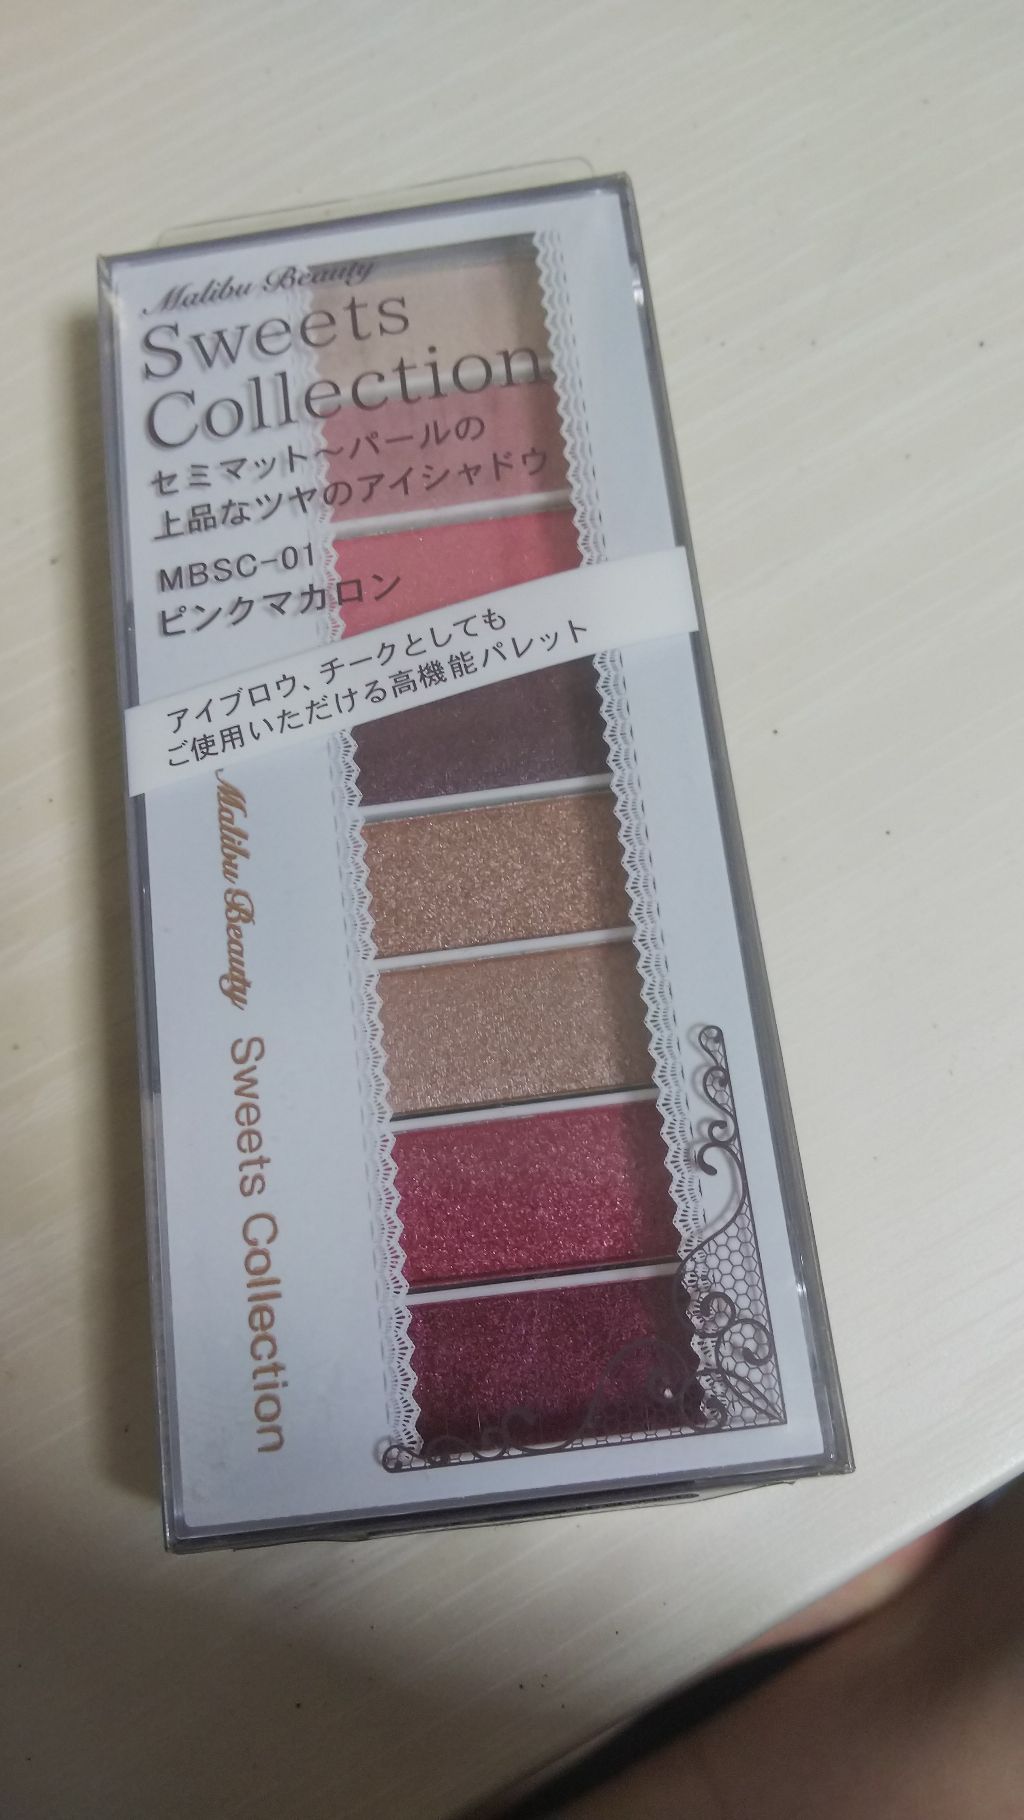 Malibu Beauty
Sweets
Collection
セミマット～パールの
上品なツヤのアイシャドウ
MBSC-01
ピンクマカロン
アイブロウ、チークとしても
ご使用いただける高機能パレット
Malibu Beauty Sweets Collection